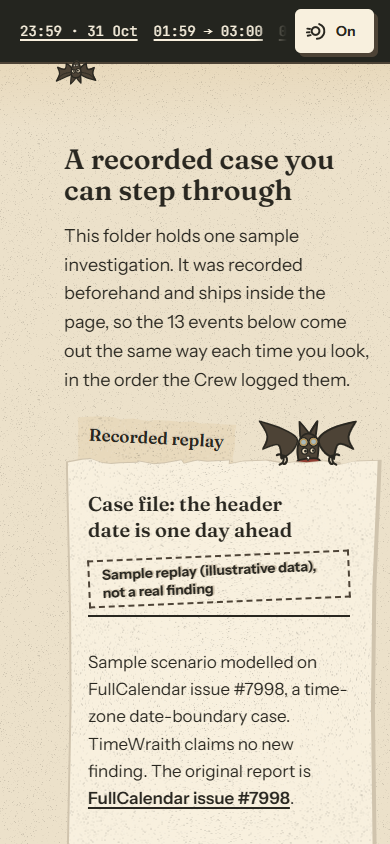 23:59 · 31 Oct 01:59 → 03:00
On
A recorded case you
can step through
This folder holds one sample
investigation. It was recorded
beforehand and ships inside the
page, so the 13 events below come
out the same way each time you look,
in the order the Crew logged them.
Recorded replay
Case file: the header
date is one day ahead
Sample replay (illustrative data),
not a real finding
Sample scenario modelled on
FullCalendar issue #7998, a time-
zone date-boundary case.
TimeWraith claims no new
finding. The original report is
FullCalendar issue #7998.